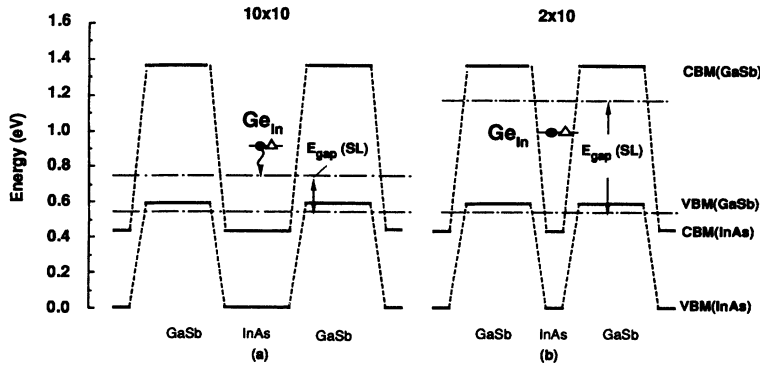 10x10 2x10
1.6
1.4
1.2
1.0
0.8
0.6
0.4
0.2
0.0
Energy (eV)
Ge_In
E_gap (SL)
Ge_In
E_gap (SL)
CBM(GaSb)
VBM(GaSb)
CBM(InAs)
VBM(InAs)
GaSb InAs GaSb GaSb InAs GaSb
(a) (b)